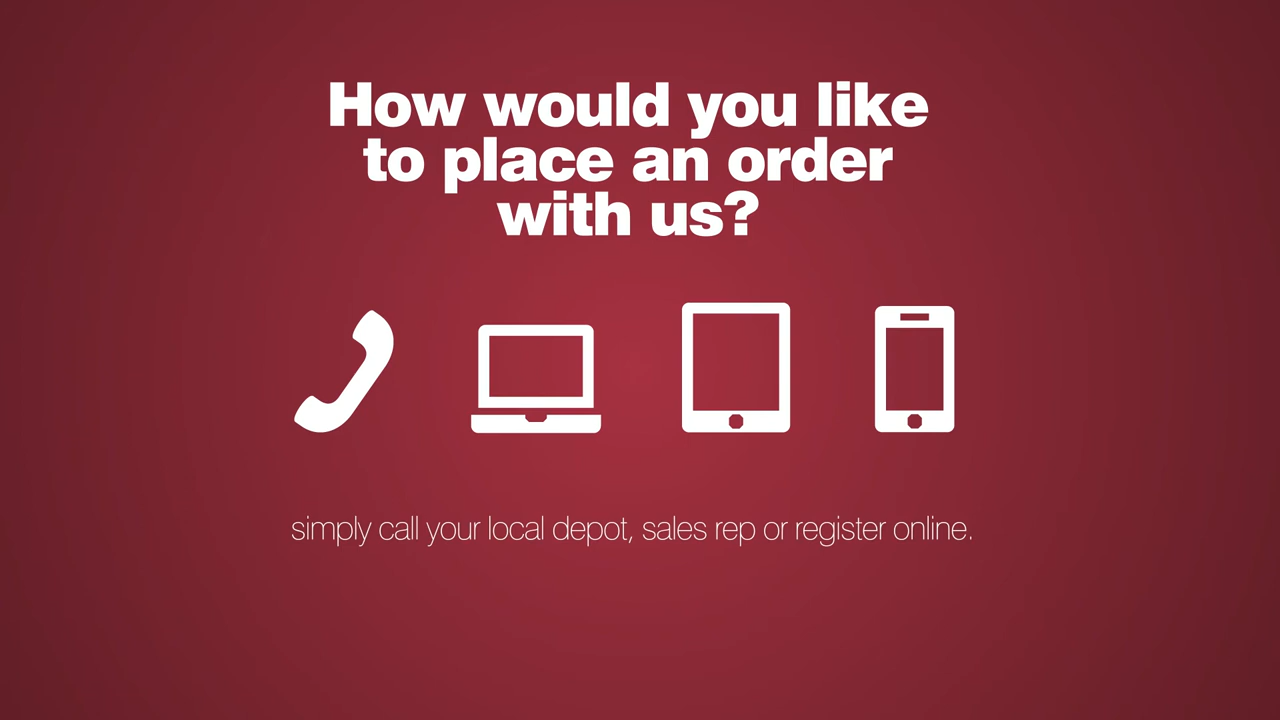 How would you like
to place an order
with us?
simply call your local depot, sales rep or register online.